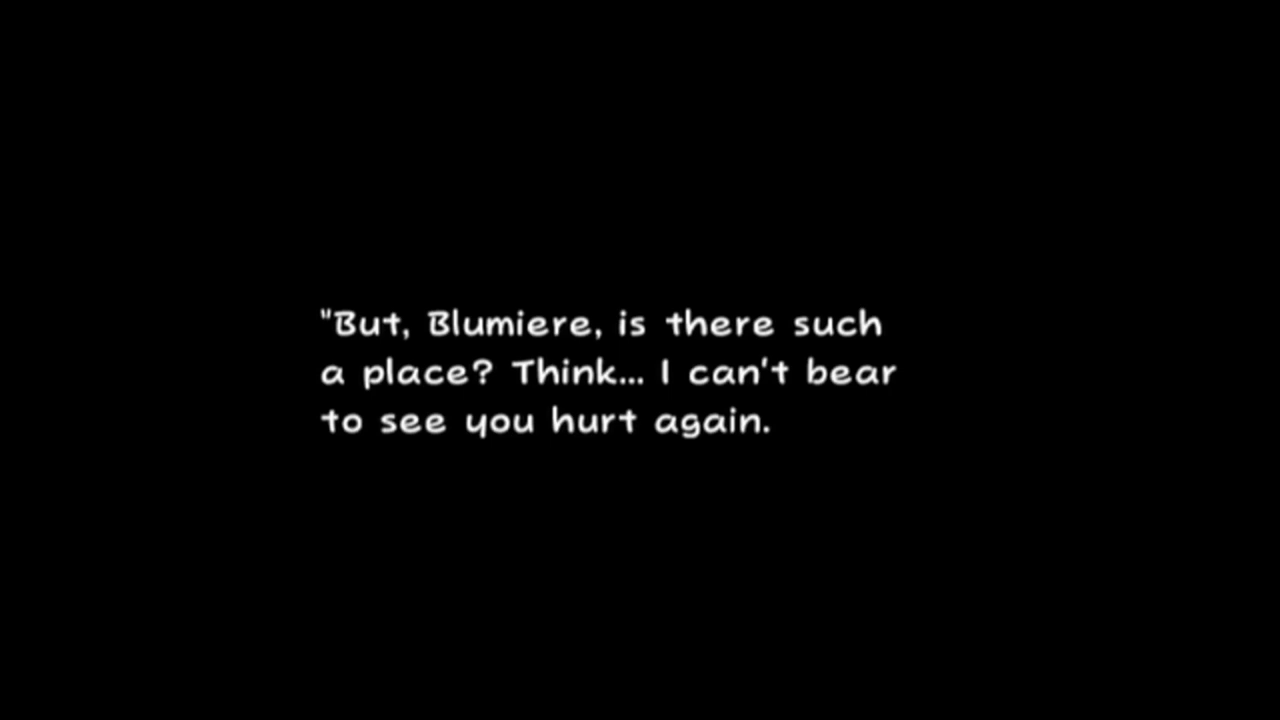 "But, Blumiere, is there such
a place? Think... I can't bear
to see you hurt again.